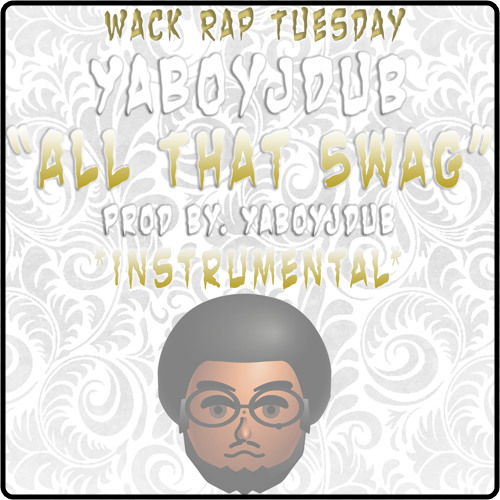 WACK RAP TUESDAY
YABOYJDUB
"ALL THAT SWAG"
PROD BY. YABOYJDUB
*INSTRUMENTAL*